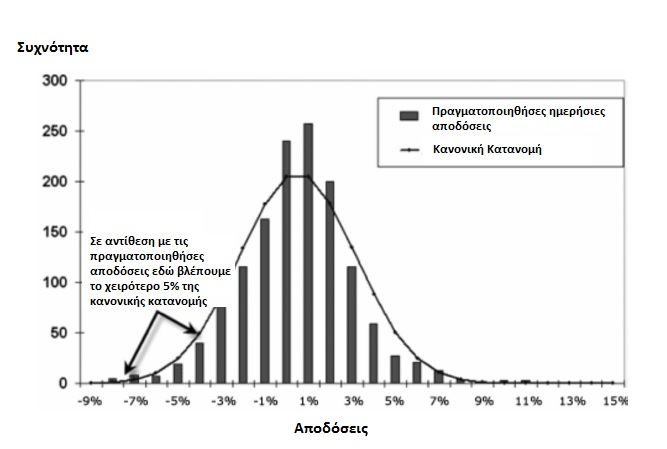 Συχνότητα
300
250
200
150
100
50
0
Πραγματοποιηθήσες ημερήσιες
αποδόσεις
Κανονική Κατανομή
Σε αντίθεση με τις
πραγματοποιηθήσες
αποδόσεις εδώ βλέπουμε
το χειρότερο 5% της
κανονικής κατανομής
-9% -7% -5% -3% -1% 1% 3% 5% 7% 9% 11% 13% 15%
Αποδόσεις